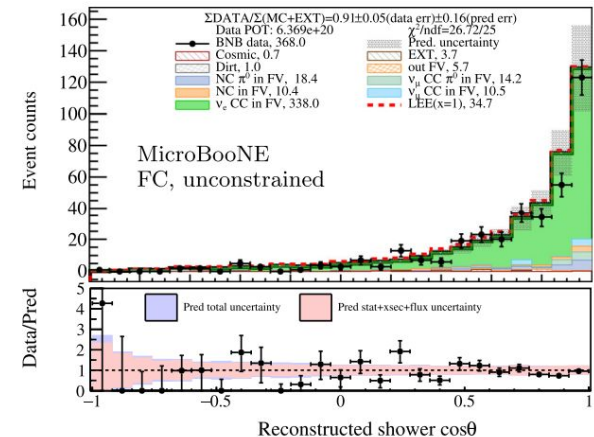 ΣDATA/Σ(MC+EXT)=0.91±0.05(data err)±0.16(pred err)
Data POT: 6.369e+20 χ²/ndf=26.72/25
BNB data, 368.0 Pred. uncertainty
Cosmic, 0.7 EXT, 3.7
Dirt, 1.0 out FV, 5.7
NC π⁰ in FV, 18.4 νμ CC π⁰ in FV, 14.2
NC in FV, 10.4 νμ CC in FV, 10.5
νe CC in FV, 338.0 LEE(x=1), 34.7
MicroBooNE
FC, unconstrained
Event counts
160
140
120
100
80
60
40
20
0
Pred total uncertainty Pred stat+xsec+flux uncertainty
Data/Pred
5
4
3
2
1
0
−1 −0.5 0 0.5 1
Reconstructed shower cosθ